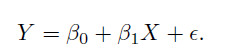 Y = β₀ + β₁X + ϵ.